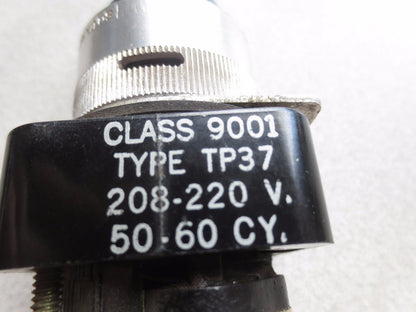 CLASS 9001
TYPE TP37
208-220 V.
50-60 CY.